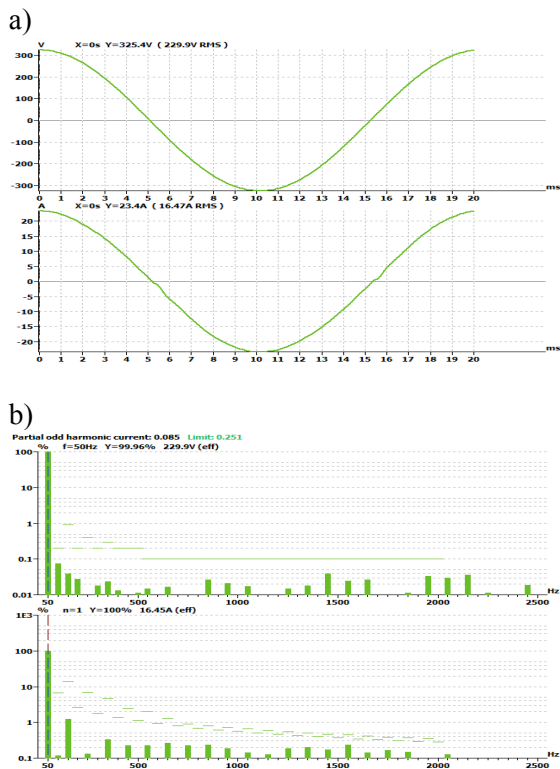 a)
V X=0s Y=325.4V ( 229.9V RMS )
300
200
100
0
-100
-200
-300
0 1 2 3 4 5 6 7 8 9 10 11 12 13 14 15 16 17 18 19 20 ms
A X=0s Y=23.4A ( 16.47A RMS )
20
15
10
5
0
-5
-10
-15
-20
0 1 2 3 4 5 6 7 8 9 10 11 12 13 14 15 16 17 18 19 20 ms
b)
Partial odd harmonic current: 0.085 Limit: 0.251
% f=50Hz Y=99.96% 229.9V (eff)
100
10
1
0.1
0.01
50 500 1000 1500 2000 2500 Hz
% n=1 Y=100% 16.45A (eff)
1E3
100
10
1
0.1
50 500 1000 1500 2000 2500 Hz